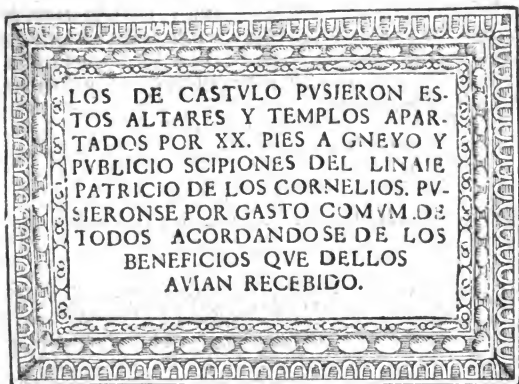 LOS DE CASTVLO PVSIERON ES-
TOS ALTARES Y TEMPLOS APAR-
TADOS POR XX. PIES A GNEYO Y
PVBLICIO SCIPIONES DEL LINAIE
PATRICIO DE LOS CORNELIOS. PV-
SIERONSE POR GASTO COMVM.DE
TODOS ACORDANDOSE DE LOS
BENEFICIOS QVE DELLOS
AVIAN RECEBIDO.